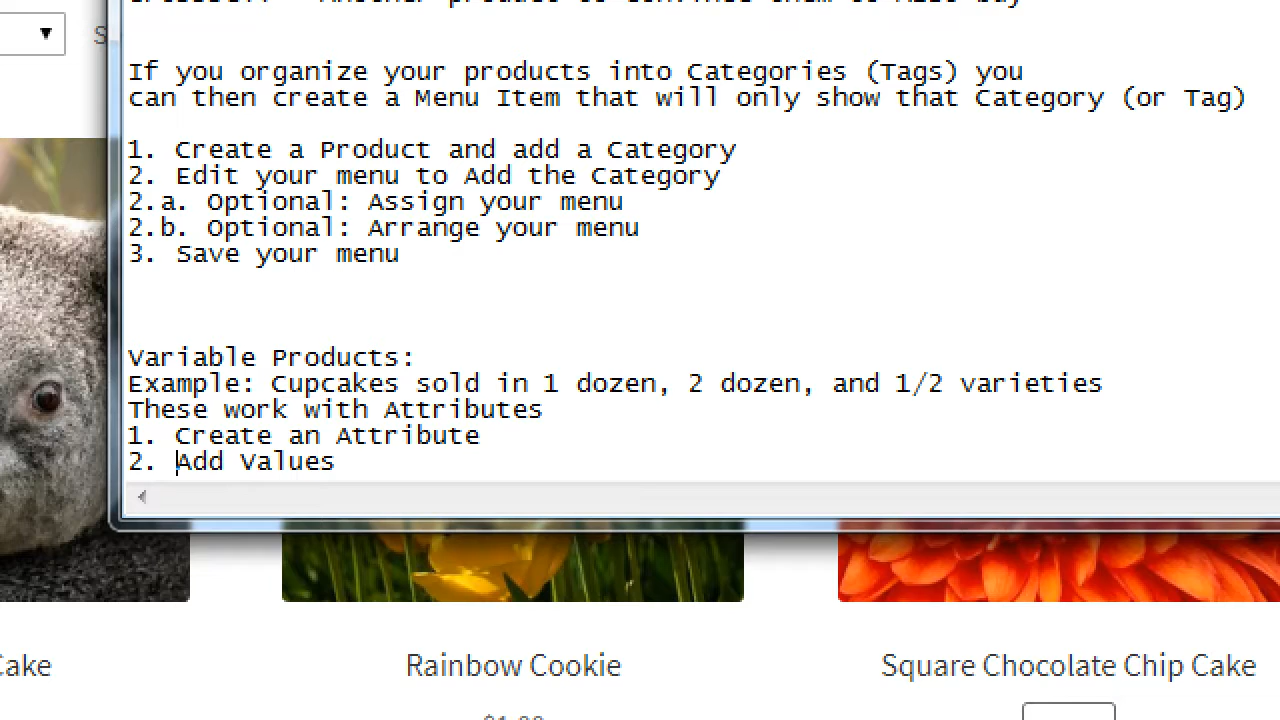 If you organize your products into Categories (Tags) you
can then create a Menu Item that will only show that Category (or Tag)
1. Create a Product and add a Category
2. Edit your menu to Add the Category
2.a. Optional: Assign your menu
2.b. Optional: Arrange your menu
3. Save your menu
Variable Products:
Example: Cupcakes sold in 1 dozen, 2 dozen, and 1/2 varieties
These work with Attributes
1. Create an Attribute
2. Add Values
Cake
Rainbow Cookie
Square Chocolate Chip Cake